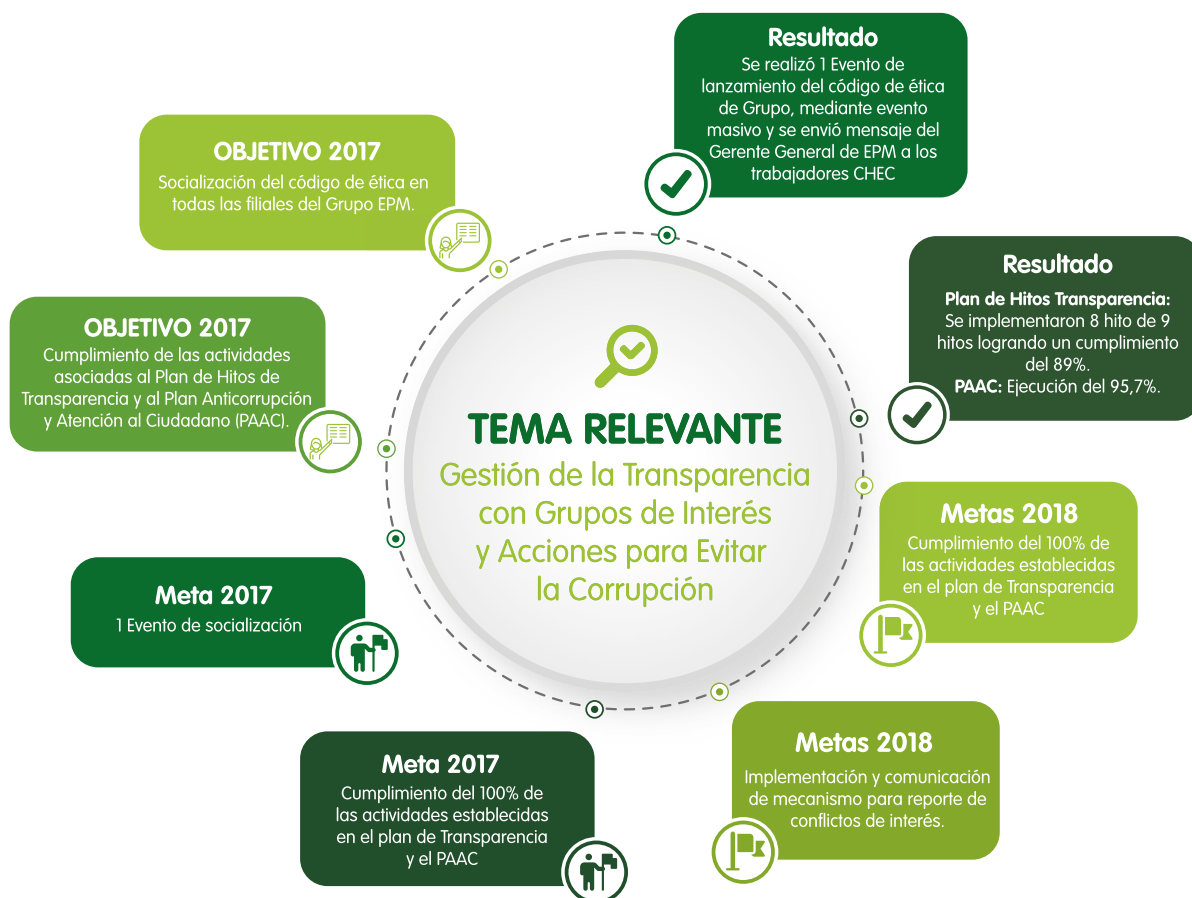 Resultado
Se realizó 1 Evento de
lanzamiento del código de ética
de Grupo, mediante evento
masivo y se envió mensaje del
Gerente General de EPM a los
trabajadores CHEC
OBJETIVO 2017
Socialización del código de ética en
todas las filiales del Grupo EPM.
Resultado
Plan de Hitos Transparencia:
Se implementaron 8 hito de 9
hitos logrando un cumplimiento
del 89%.
PAAC: Ejecución del 95,7%.
OBJETIVO 2017
Cumplimiento de las actividades
asociadas al Plan de Hitos de
Transparencia y al Plan Anticorrupción
y Atención al Ciudadano (PAAC).
TEMA RELEVANTE
Gestión de la Transparencia
con Grupos de Interés
y Acciones para Evitar
la Corrupción
Metas 2018
Cumplimiento del 100% de
las actividades establecidas
en el plan de Transparencia
y el PAAC
Meta 2017
1 Evento de socialización
Metas 2018
Implementación y comunicación
de mecanismo para reporte de
conflictos de interés.
Meta 2017
Cumplimiento del 100% de
las actividades establecidas
en el plan de Transparencia
y el PAAC